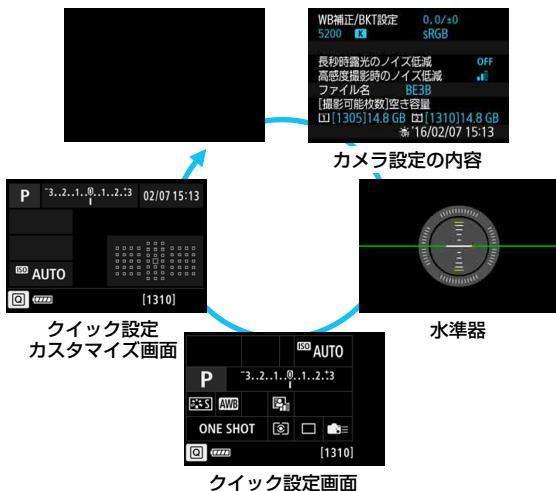 WB補正/BKT設定 0, 0/±0
5200 K sRGB
長秒時露光のノイズ低減 OFF
高感度撮影時のノイズ低減
ファイル名 BE3B
[撮影可能枚数]空き容量
1 [1305]14.8 GB 2 [1310]14.8 GB
'16/02/07 15:13
カメラ設定の内容
P -3..2..1..0..1..2.:+3 02/07 15:13
ISO AUTO
Q [1310]
クイック設定
カスタマイズ画面
水準器
ISO AUTO
P -3..2..1..0..1..2.:+3
S AWB
ONE SHOT
Q [1310]
クイック設定画面